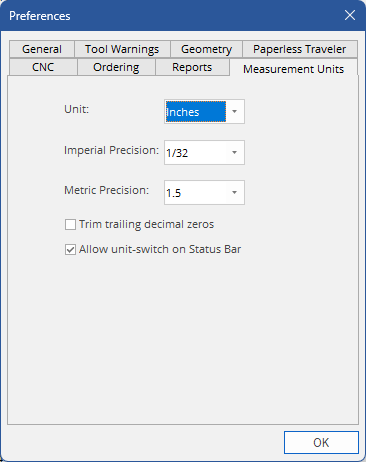 Preferences
General Tool Warnings Geometry Paperless Traveler
CNC Ordering Reports Measurement Units
Unit: Inches
Imperial Precision: 1/32
Metric Precision: 1.5
Trim trailing decimal zeros
Allow unit-switch on Status Bar
OK